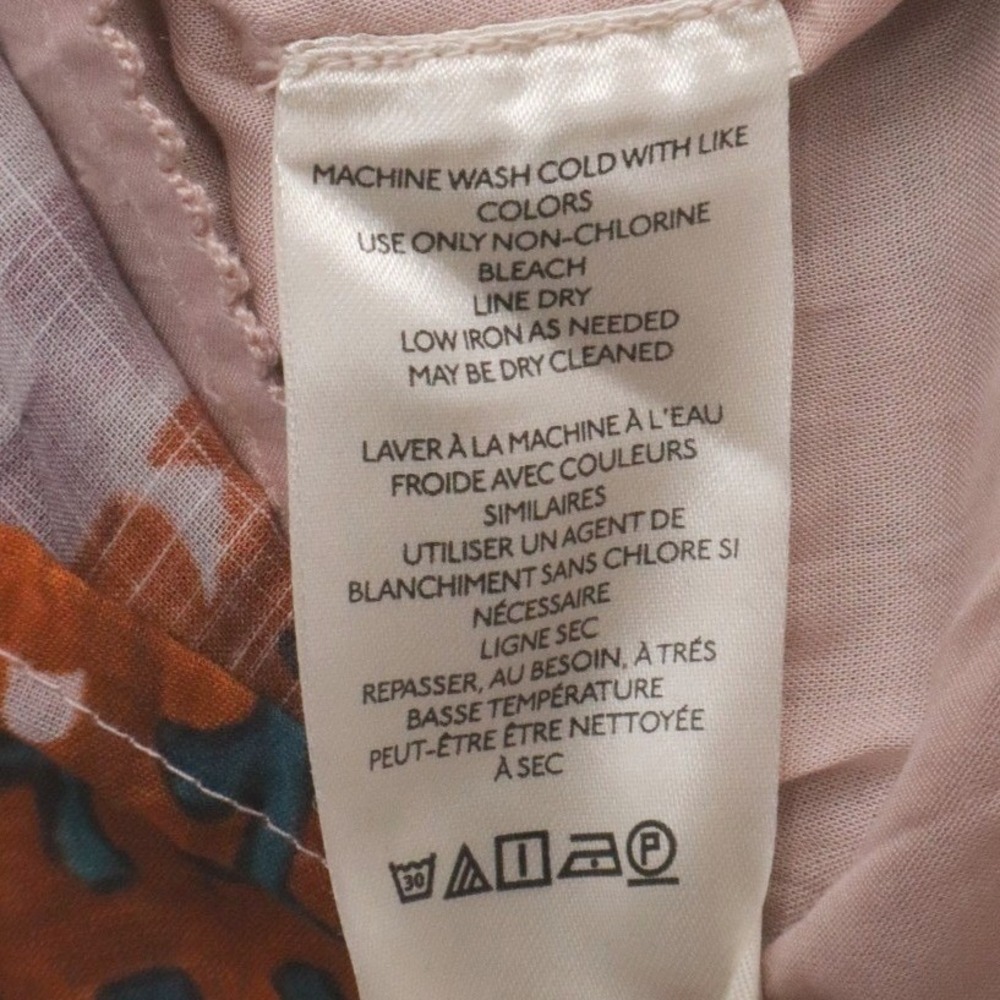 MACHINE WASH COLD WITH LIKE
COLORS
USE ONLY NON-CHLORINE
BLEACH
LINE DRY
LOW IRON AS NEEDED
MAY BE DRY CLEANED
LAVER À LA MACHINE À L'EAU
FROIDE AVEC COULEURS
SIMILAIRES
UTILISER UN AGENT DE
BLANCHIMENT SANS CHLORE SI
NÉCESSAIRE
LIGNE SEC
REPASSER, AU BESOIN, À TRÉS
BASSE TEMPÉRATURE
PEUT-ÊTRE ÊTRE NETTOYÉE
À SEC
30 P